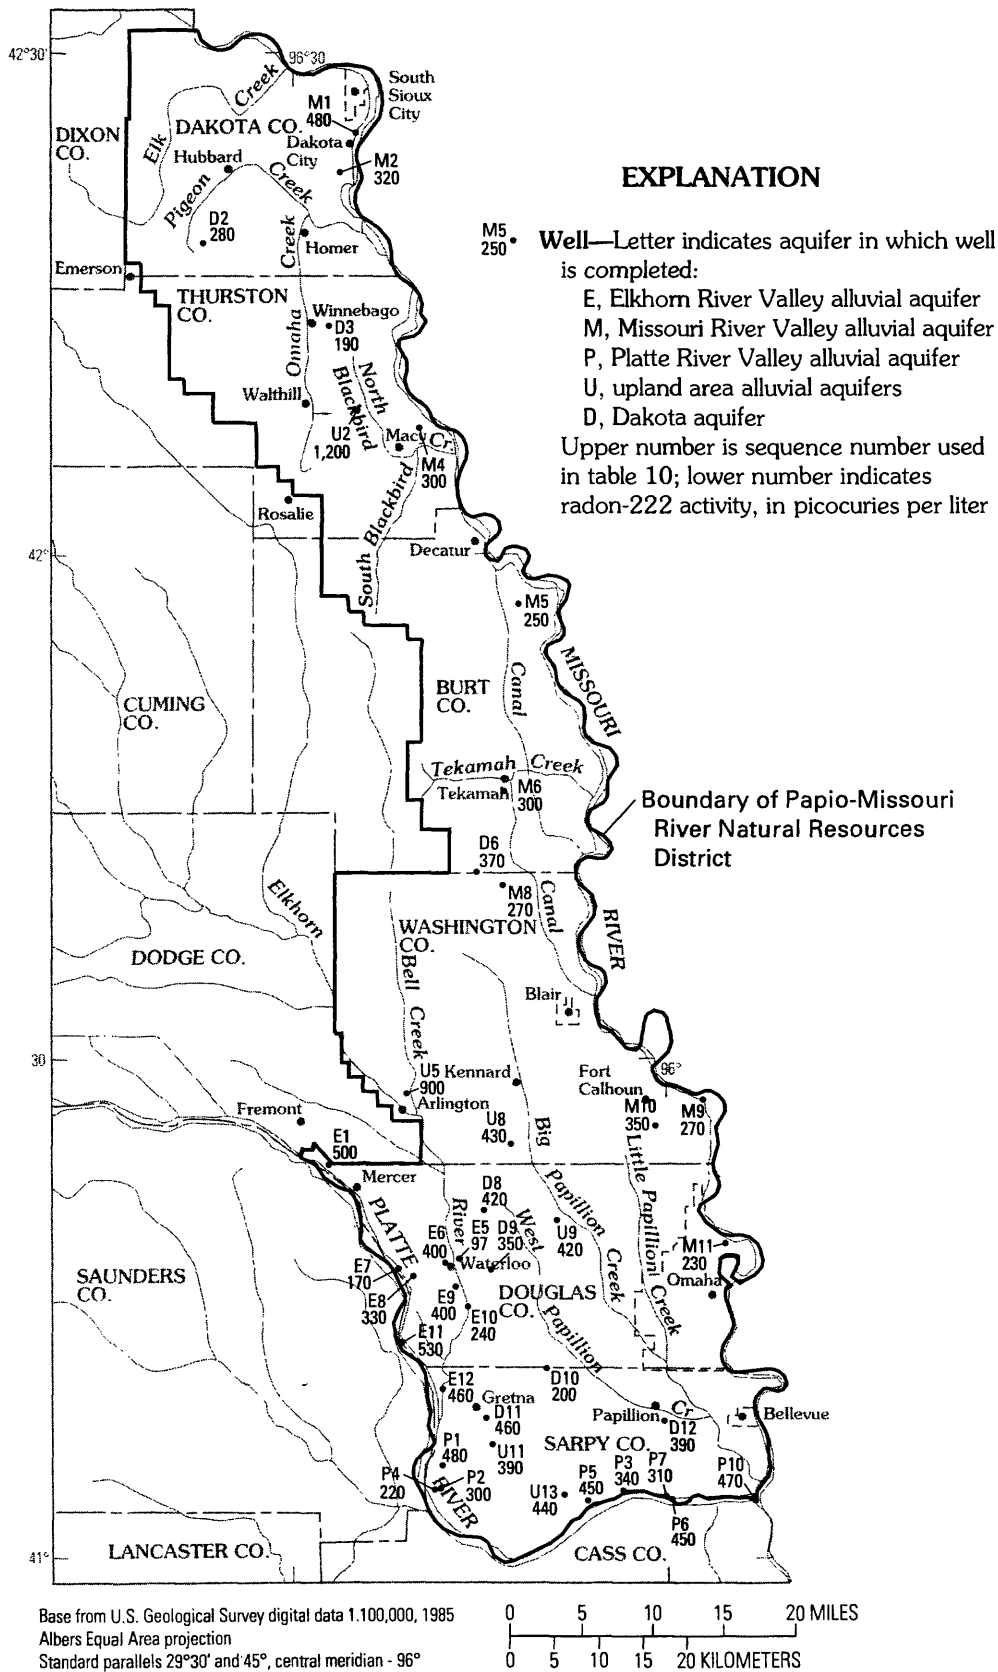 42°30'
96°30
South
Sioux
City
Creek
M1
480
DIXON
CO.
DAKOTA CO.
Elk
Dakota
City
Hubbard
M2
320
Pigeon
Creek
D2
280
Creek
Homer
Emerson
THURSTON
CO.
Winnebago
D3
190
Omaha
North
Blackbird
Walthill
U2
1,200
Macy
Cr
M4
300
Rosalie
South Blackbird
Decatur
42°
M5
250
MISSOURI
Canal
BURT
CO.
CUMING
CO.
Tekamah Creek
Tekamah
M6
300
Boundary of Papio-Missouri
River Natural Resources
District
D6
370
M8
270
Elkhorn
Canal
RIVER
WASHINGTON
CO.
DODGE CO.
Bell
Creek
Blair
30
96°
U5
900
Kennard
Fort
Calhoun
Arlington
M10
350
M9
270
Fremont
U8
430
Big
E1
500
Little Papillion Creek
Mercer
D8
420
Papillion
Creek
PLATTE
River
West
E6
400
E5
97
D9
350
U9
420
M11
230
Waterloo
Omaha
E7
170
SAUNDERS
CO.
E8
330
E9
400
DOUGLAS
CO.
E10
240
E11
530
Papillion
E12
460
D10
200
Gretna
D11
460
Papillion
Cr
Bellevue
D12
390
SARPY CO.
P1
480
U11
390
P4
220
P2
300
RIVER
U13
440
P5
450
P3
340
P7
310
P10
470
P6
450
41°
LANCASTER CO.
CASS CO.
EXPLANATION
M5
250
Well—Letter indicates aquifer in which well
is completed:
E, Elkhorn River Valley alluvial aquifer
M, Missouri River Valley alluvial aquifer
P, Platte River Valley alluvial aquifer
U, upland area alluvial aquifers
D, Dakota aquifer
Upper number is sequence number used
in table 10; lower number indicates
radon-222 activity, in picocuries per liter
Base from U.S. Geological Survey digital data 1.100,000, 1985
Albers Equal Area projection
Standard parallels 29°30' and 45°, central meridian - 96°
0 5 10 15 20 MILES
0 5 10 15 20 KILOMETERS